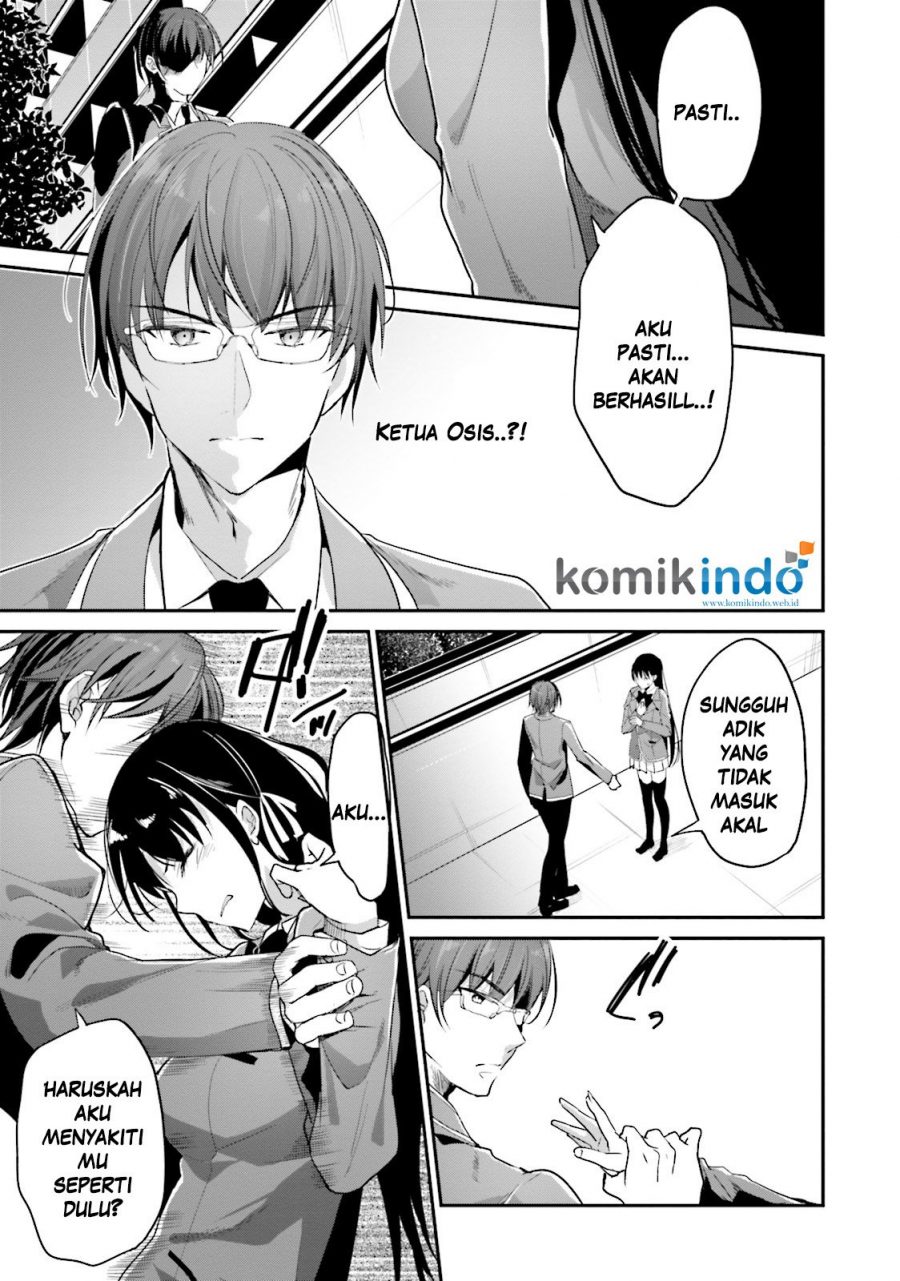 PASTI..
AKU
PASTI...
AKAN
BERHASILL..!
KETUA OSIS..?!
komikindo
www.komikindo.web.id
SUNGGUH
ADIK
YANG
TIDAK
MASUK
AKAL
AKU...
HARUSKAH
AKU
MENYAKITI
MU
SEPERTI
DULU?